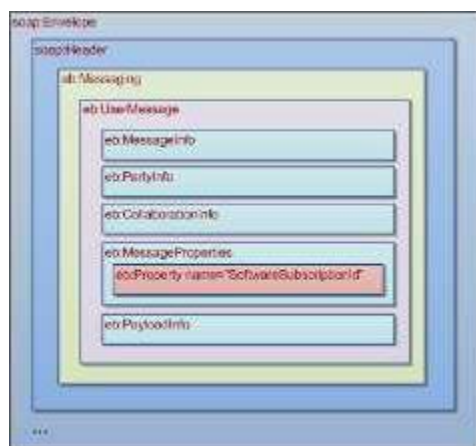 soap:Envelope
soap:Header
eb:Messaging
eb:UserMessage
eb:MessageInfo
eb:PartyInfo
eb:CollaborationInfo
eb:MessageProperties
eb:Property name="SoftwareSubscriptionId"
eb:PayloadInfo
...